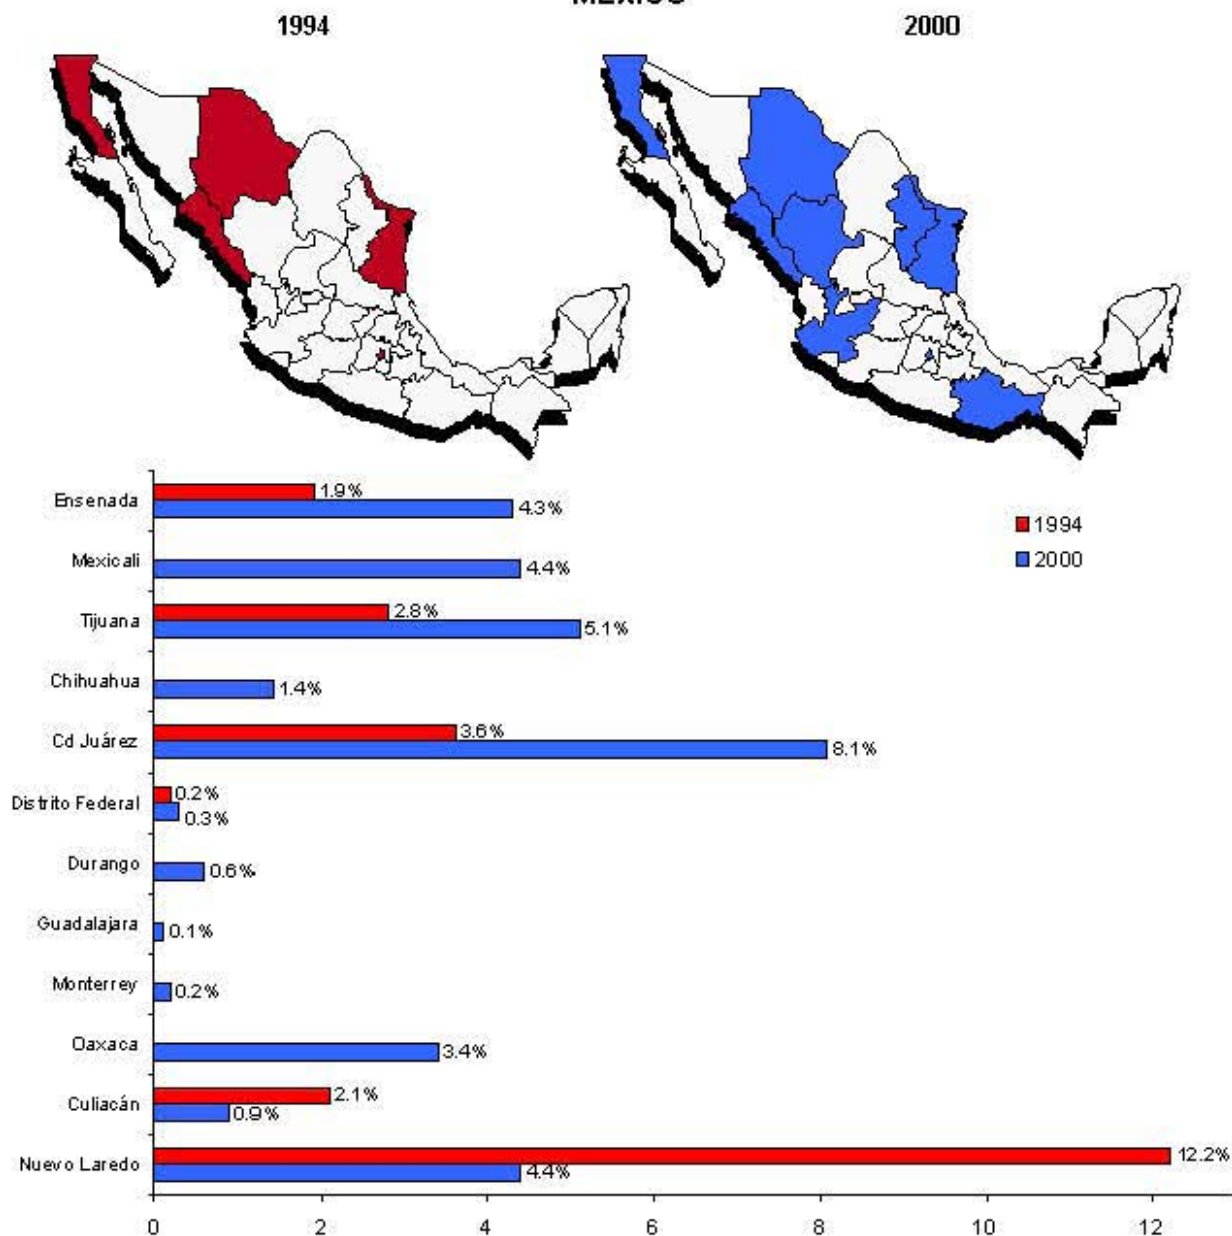 MÉXICO
1994
2000
Ensenada 1.9% 4.3%
1994
Mexicali 4.4%
2000
Tijuana 2.8% 5.1%
Chihuahua 1.4%
Cd Juárez 3.6% 8.1%
Distrito Federal 0.2% 0.3%
Durango 0.6%
Guadalajara 0.1%
Monterrey 0.2%
Oaxaca 3.4%
Culiacán 2.1% 0.9%
Nuevo Laredo 12.2% 4.4%
0 2 4 6 8 10 12